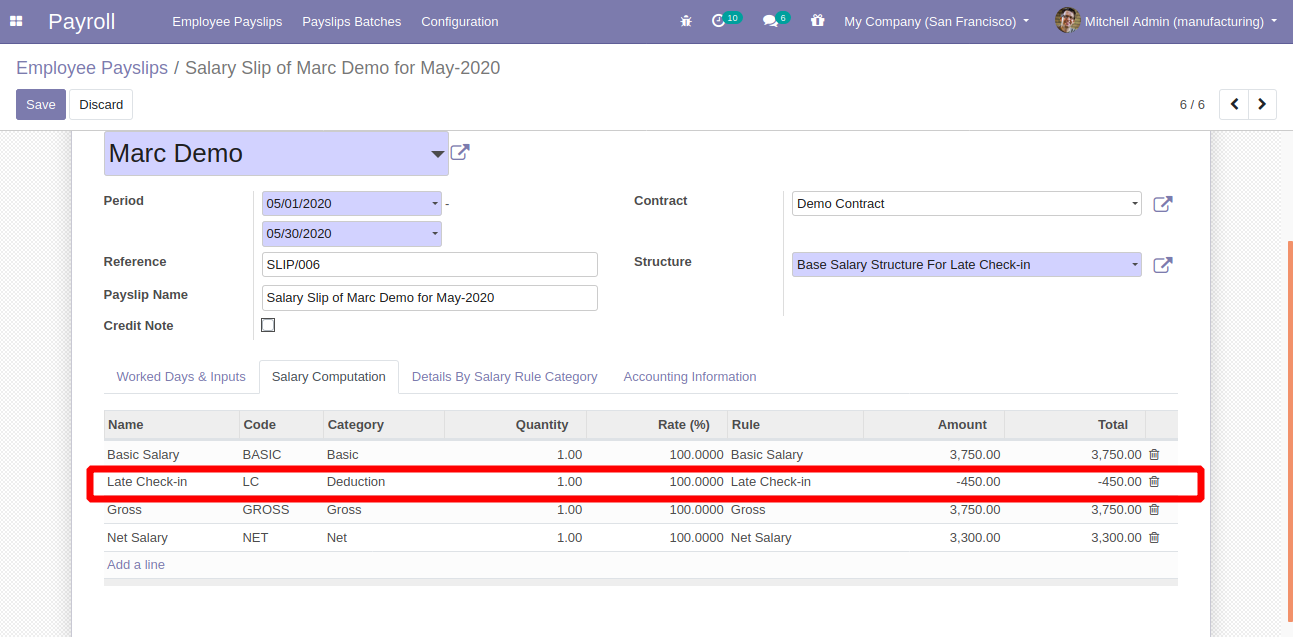 Payroll Employee Payslips Payslips Batches Configuration 10 6 My Company (San Francisco) Mitchell Admin (manufacturing)
Employee Payslips / Salary Slip of Marc Demo for May-2020
Save Discard 6 / 6
Marc Demo
Period 05/01/2020 - Contract Demo Contract
05/30/2020
Reference SLIP/006 Structure Base Salary Structure For Late Check-in
Payslip Name Salary Slip of Marc Demo for May-2020
Credit Note
Worked Days & Inputs Salary Computation Details By Salary Rule Category Accounting Information
Name Code Category Quantity Rate (%) Rule Amount Total
Basic Salary BASIC Basic 1.00 100.0000 Basic Salary 3,750.00 3,750.00
Late Check-in LC Deduction 1.00 100.0000 Late Check-in -450.00 -450.00
Gross GROSS Gross 1.00 100.0000 Gross 3,750.00 3,750.00
Net Salary NET Net 1.00 100.0000 Net Salary 3,300.00 3,300.00
Add a line